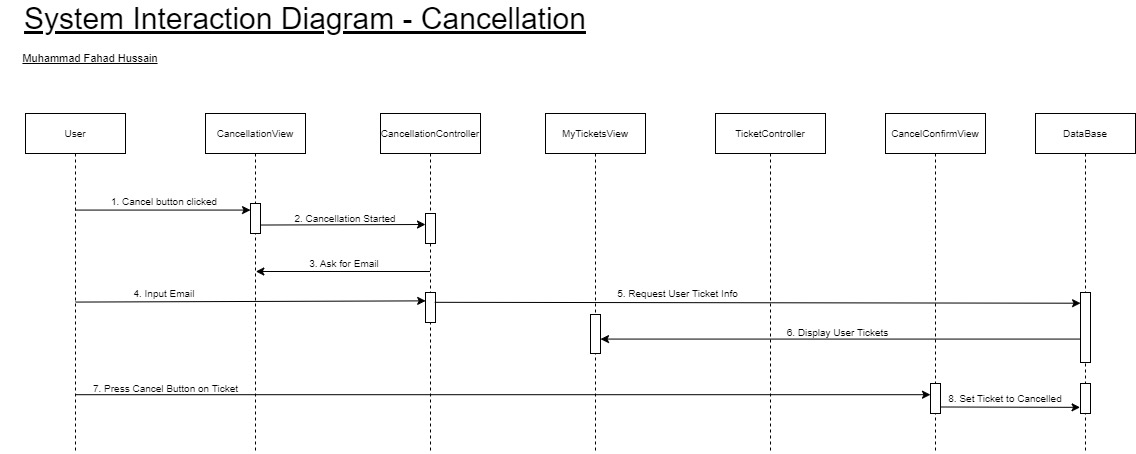 System Interaction Diagram - Cancellation
Muhammad Fahad Hussain
User
CancellationView
CancellationController
MyTicketsView
TicketController
CancelConfirmView
DataBase
1. Cancel button clicked
2. Cancellation Started
3. Ask for Email
4. Input Email
5. Request User Ticket Info
6. Display User Tickets
7. Press Cancel Button on Ticket
8. Set Ticket to Cancelled